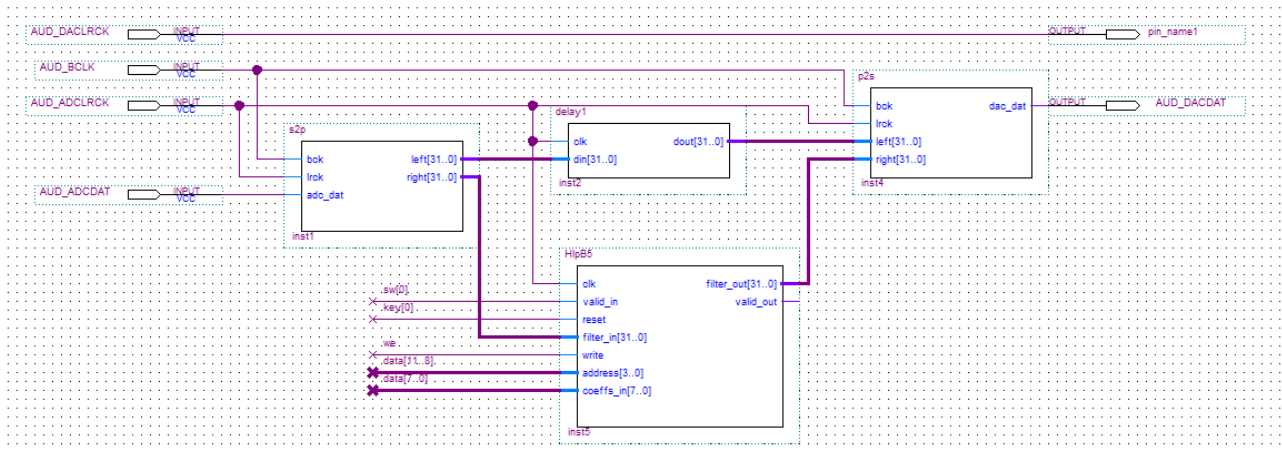 AUD_DACLRCK INPUT VCC OUTPUT pin_name1
AUD_BCLK INPUT VCC
AUD_ADCLRCK INPUT VCC
AUD_ADCDAT INPUT VCC
s2p
bck left[31..0]
lrck right[31..0]
adc_dat
inst1
delay1
clk dout[31..0]
din[31..0]
inst2
p2s
bck dac_dat
lrck
left[31..0]
right[31..0]
inst4
OUTPUT AUD_DACDAT
HlpB5
clk filter_out[31..0]
valid_in valid_out
reset
filter_in[31..0]
write
address[3..0]
coeffs_in[7..0]
inst5
sw[0]
key[0]
we
data[11..8]
data[7..0]